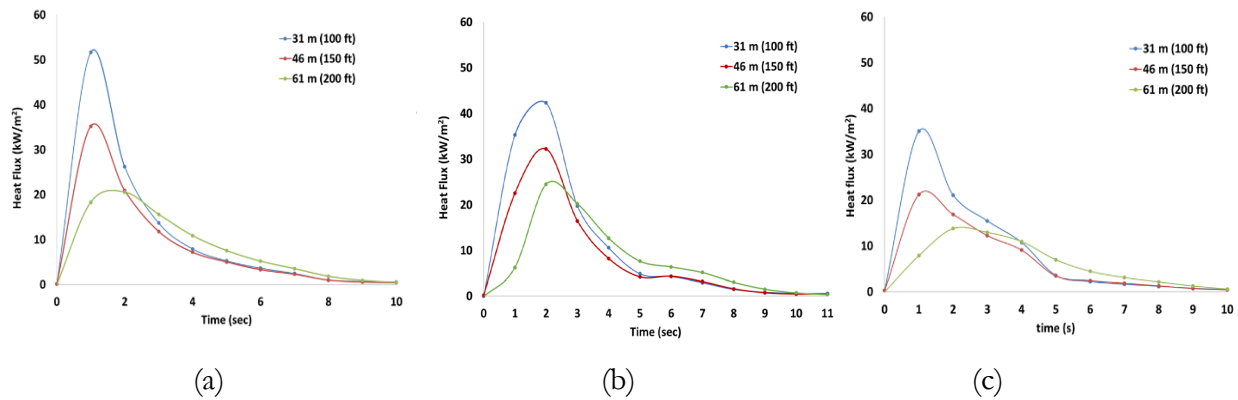 60
50
40
30
20
10
0
Heat Flux (kW/m²)
31 m (100 ft)
46 m (150 ft)
61 m (200 ft)
0 2 4 6 8 10
Time (sec)
(a)
60
50
40
30
20
10
0
Heat Flux (kW/m²)
31 m (100 ft)
46 m (150 ft)
61 m (200 ft)
0 1 2 3 4 5 6 7 8 9 10 11
Time (sec)
(b)
60
50
40
30
20
10
0
Heat flux (kW/m²)
31 m (100 ft)
46 m (150 ft)
61 m (200 ft)
0 1 2 3 4 5 6 7 8 9 10
time (s)
(c)